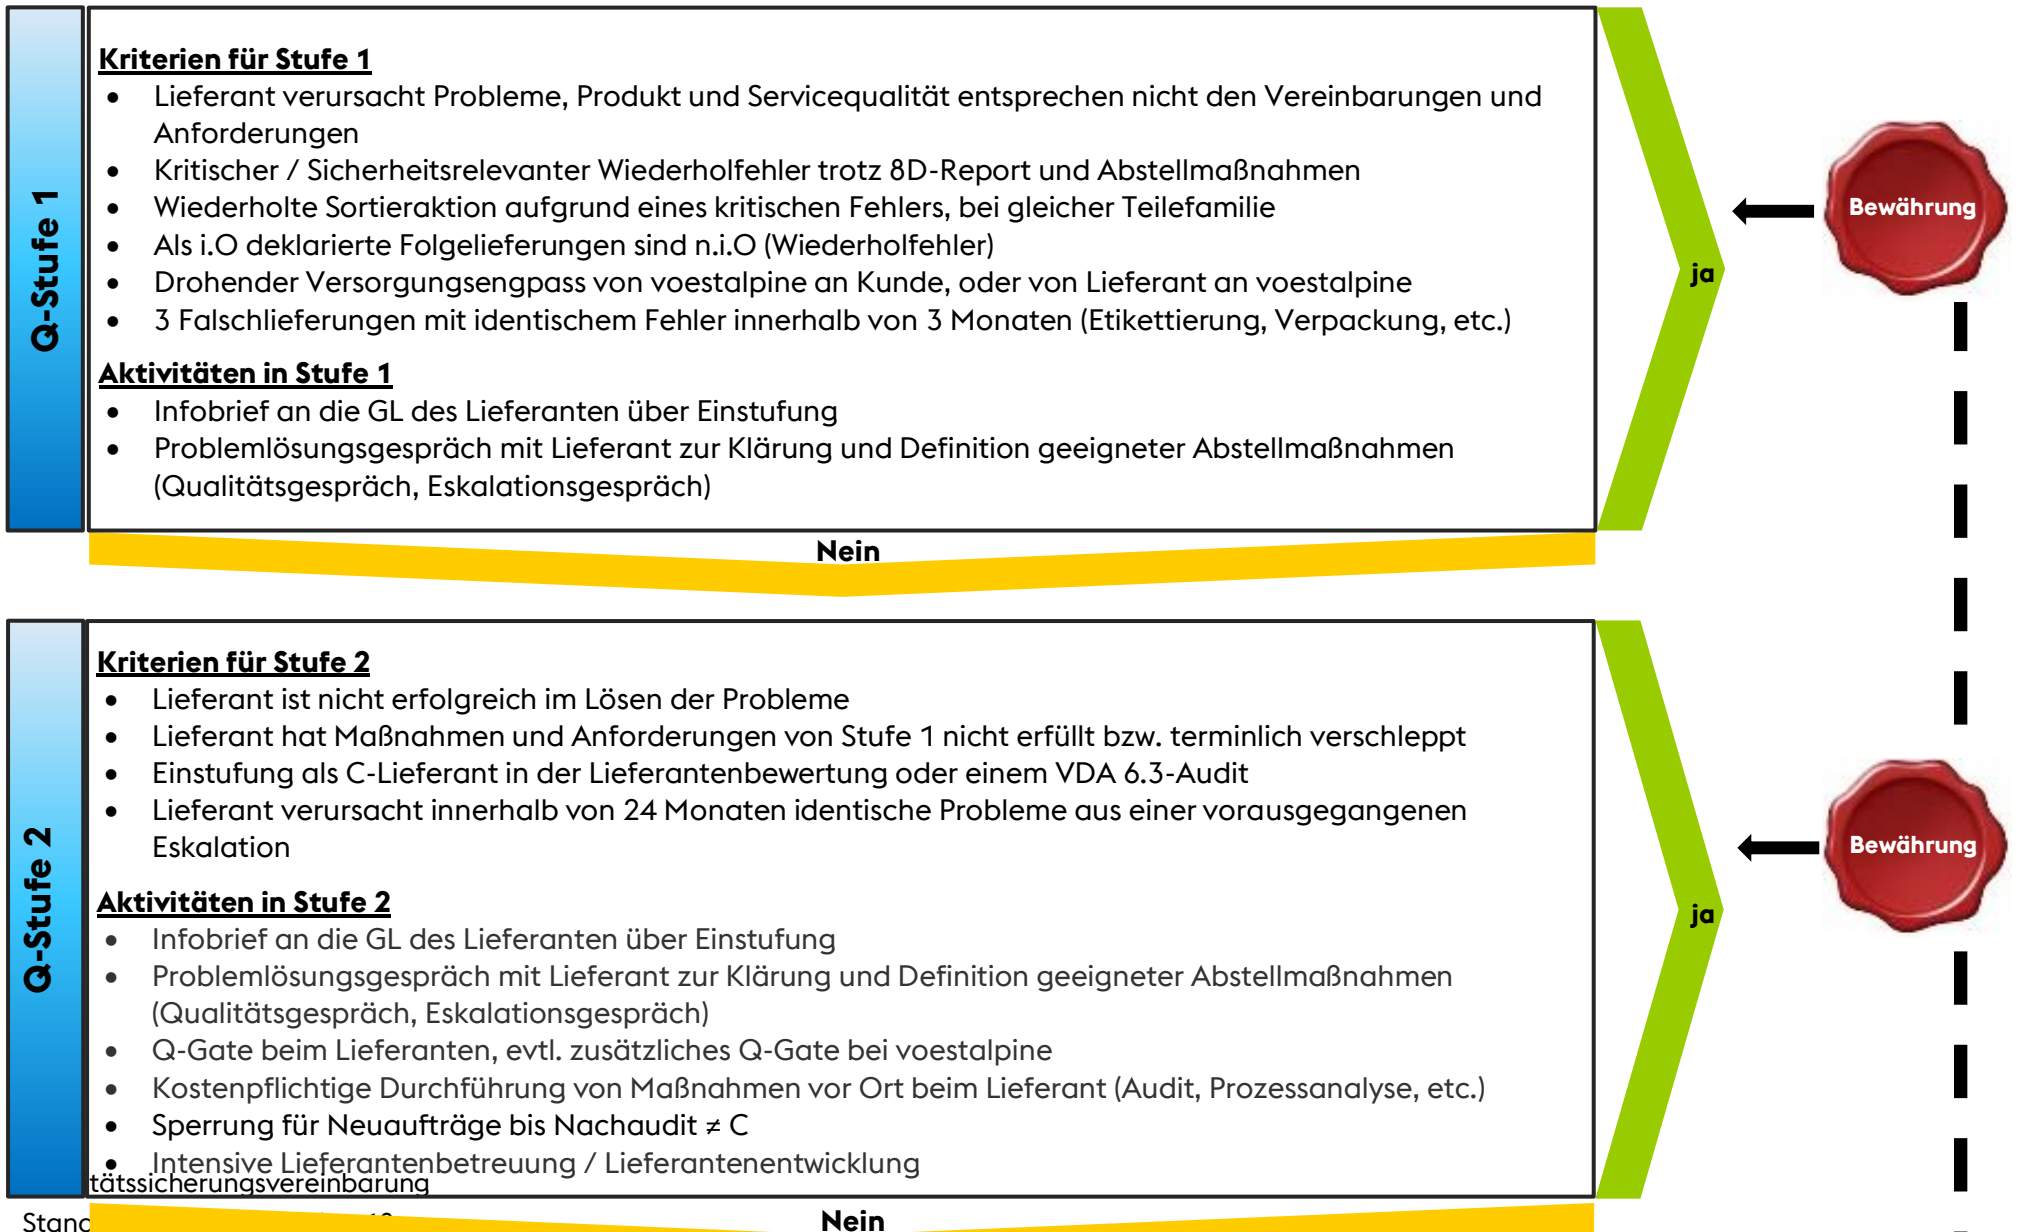 Q-Stufe 1
Kriterien für Stufe 1
• Lieferant verursacht Probleme, Produkt und Servicequalität entsprechen nicht den Vereinbarungen und
Anforderungen
• Kritischer / Sicherheitsrelevanter Wiederholfehler trotz 8D-Report und Abstellmaßnahmen
• Wiederholte Sortieraktion aufgrund eines kritischen Fehlers, bei gleicher Teilefamilie
• Als i.O deklarierte Folgelieferungen sind n.i.O (Wiederholfehler)
• Drohender Versorgungsengpass von voestalpine an Kunde, oder von Lieferant an voestalpine
• 3 Falschlieferungen mit identischem Fehler innerhalb von 3 Monaten (Etikettierung, Verpackung, etc.)
Aktivitäten in Stufe 1
• Infobrief an die GL des Lieferanten über Einstufung
• Problemlösungsgespräch mit Lieferant zur Klärung und Definition geeigneter Abstellmaßnahmen
(Qualitätsgespräch, Eskalationsgespräch)
ja
Bewährung
Nein
Q-Stufe 2
Kriterien für Stufe 2
• Lieferant ist nicht erfolgreich im Lösen der Probleme
• Lieferant hat Maßnahmen und Anforderungen von Stufe 1 nicht erfüllt bzw. terminlich verschleppt
• Einstufung als C-Lieferant in der Lieferantenbewertung oder einem VDA 6.3-Audit
• Lieferant verursacht innerhalb von 24 Monaten identische Probleme aus einer vorausgegangenen
Eskalation
Aktivitäten in Stufe 2
• Infobrief an die GL des Lieferanten über Einstufung
• Problemlösungsgespräch mit Lieferant zur Klärung und Definition geeigneter Abstellmaßnahmen
(Qualitätsgespräch, Eskalationsgespräch)
• Q-Gate beim Lieferanten, evtl. zusätzliches Q-Gate bei voestalpine
• Kostenpflichtige Durchführung von Maßnahmen vor Ort beim Lieferant (Audit, Prozessanalyse, etc.)
• Sperrung für Neuaufträge bis Nachaudit ≠ C
• Intensive Lieferantenbetreuung / Lieferantenentwicklung
ja
Bewährung
tätssicherungsvereinbarung
Stand
Nein